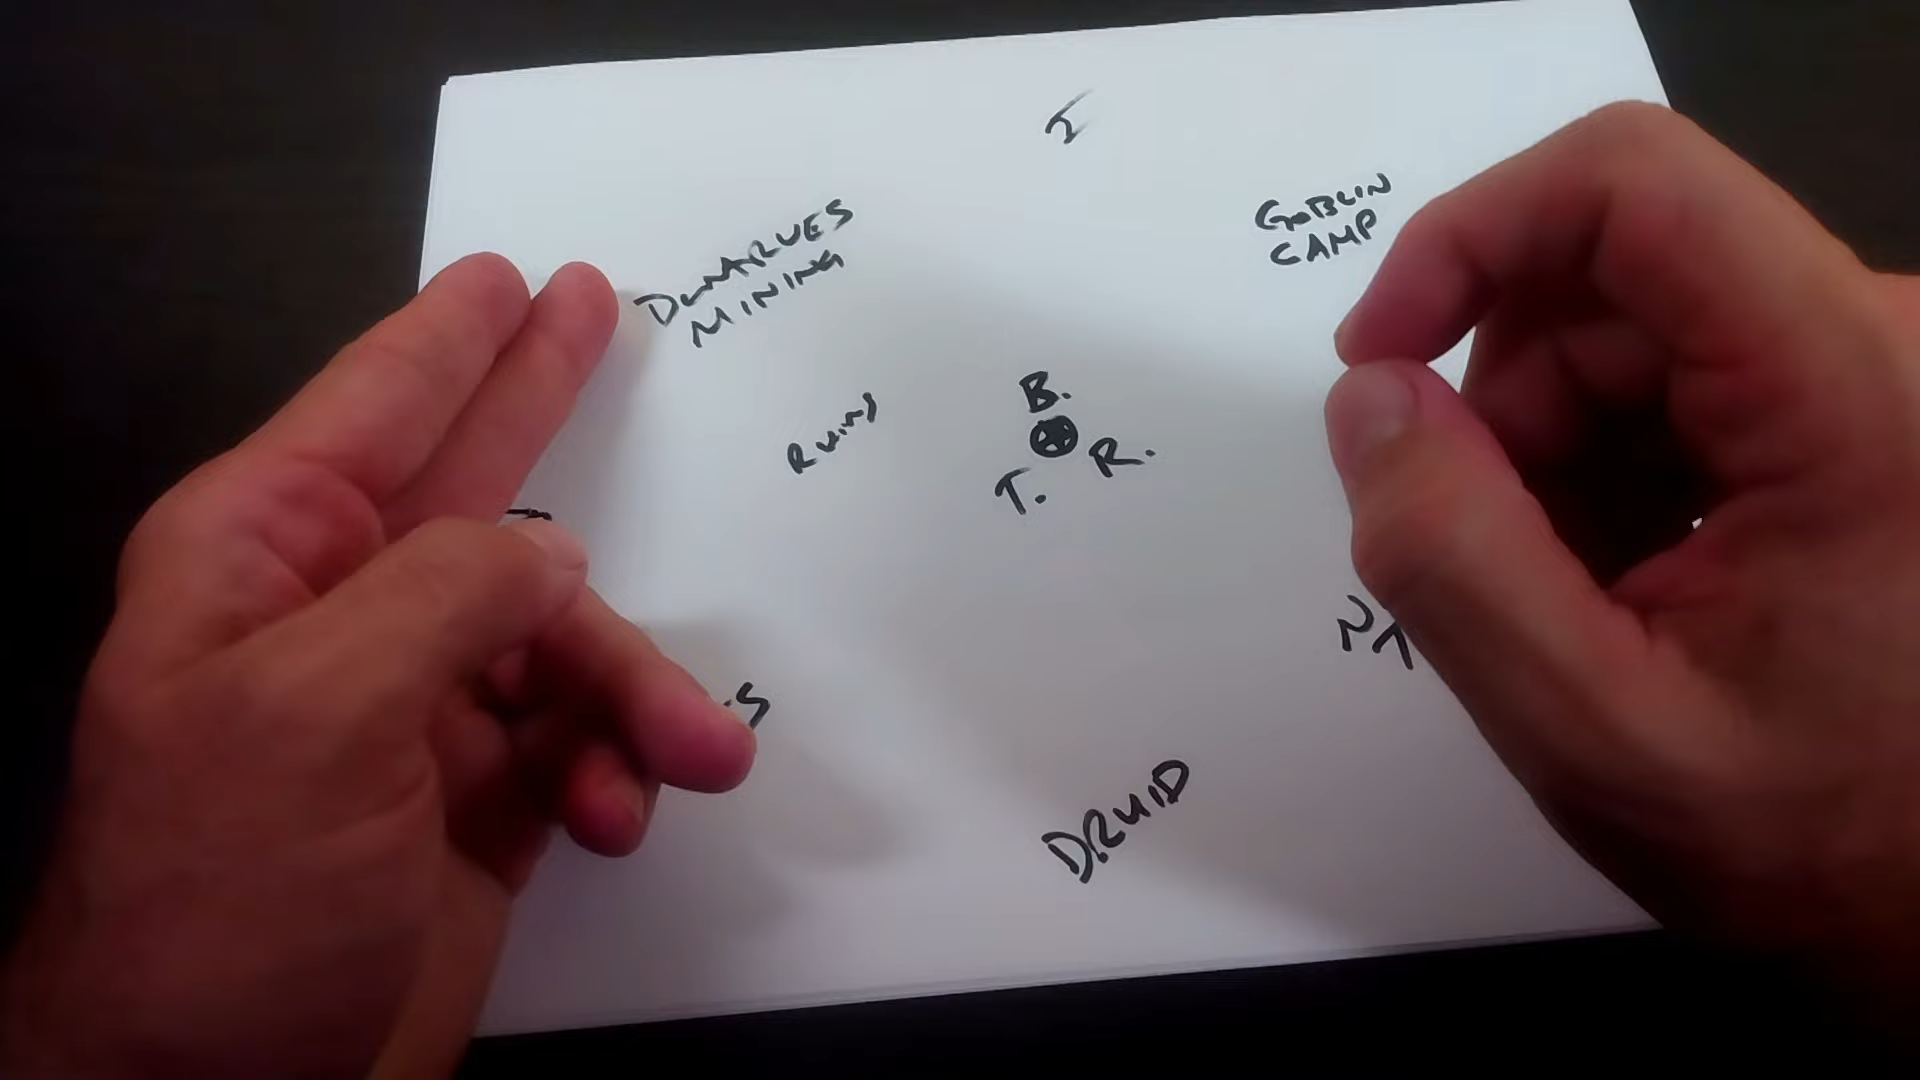 I
GOBLIN
CAMP
DWARVES
MINING
B.
RUINS
R.
T.
DRUID